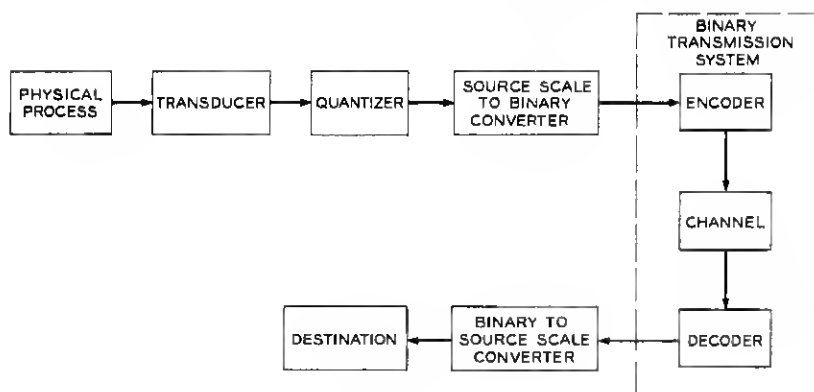 BINARY
TRANSMISSION
SYSTEM
PHYSICAL
PROCESS
TRANSDUCER
QUANTIZER
SOURCE SCALE
TO BINARY
CONVERTER
ENCODER
CHANNEL
DECODER
BINARY TO
SOURCE SCALE
CONVERTER
DESTINATION